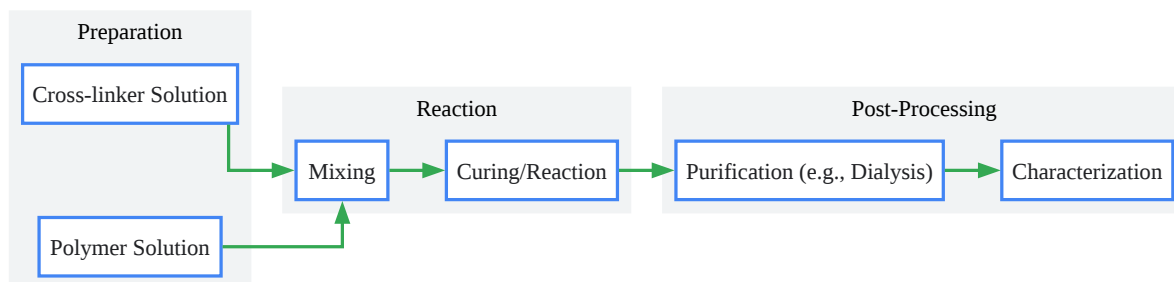 Preparation
Cross-linker Solution
Polymer Solution
Reaction
Mixing
Curing/Reaction
Post-Processing
Purification (e.g., Dialysis)
Characterization